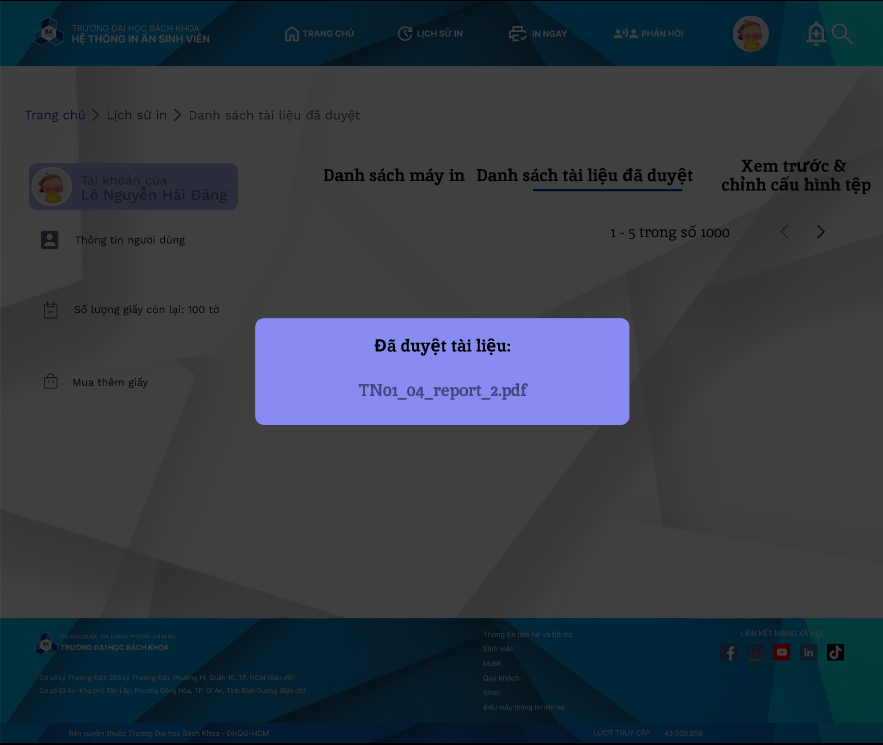 TRƯỜNG ĐẠI HỌC BÁCH KHOA
HỆ THỐNG IN ẤN SINH VIÊN
TRANG CHỦ
LỊCH SỬ IN
IN NGAY
PHẢN HỒI
Trang chủ > Lịch sử in > Danh sách tài liệu đã duyệt
Tài khoản của
Lê Nguyễn Hải Đăng
Danh sách máy in
Danh sách tài liệu đã duyệt
Xem trước &
chỉnh cấu hình tệp
Thông tin người dùng
1 - 5 trong số 1000
Số lượng giấy còn lại: 100 tờ
Đã duyệt tài liệu:
TN01_04_report_2.pdf
Mua thêm giấy
ĐẠI HỌC QUỐC GIA THÀNH PHỐ HỒ CHÍ MINH
TRƯỜNG ĐẠI HỌC BÁCH KHOA
Cơ sở Lý Thường Kiệt: 268 Lý Thường Kiệt, Phường 14, Quận 10, TP. HCM (Bản đồ)
Cơ sở Dĩ An: Khu phố Tân Lập, Phường Đông Hòa, TP. Dĩ An, Tỉnh Bình Dương (Bản đồ)
Thông tin liên hệ và hỗ trợ
Sinh viên
MyBK
Quý khách
Email
Biểu mẫu thông tin liên hệ
LIÊN KẾT MẠNG XÃ HỘI
Bản quyền thuộc Trường Đại học Bách Khoa - ĐHQG-HCM
LƯỢT TRUY CẬP